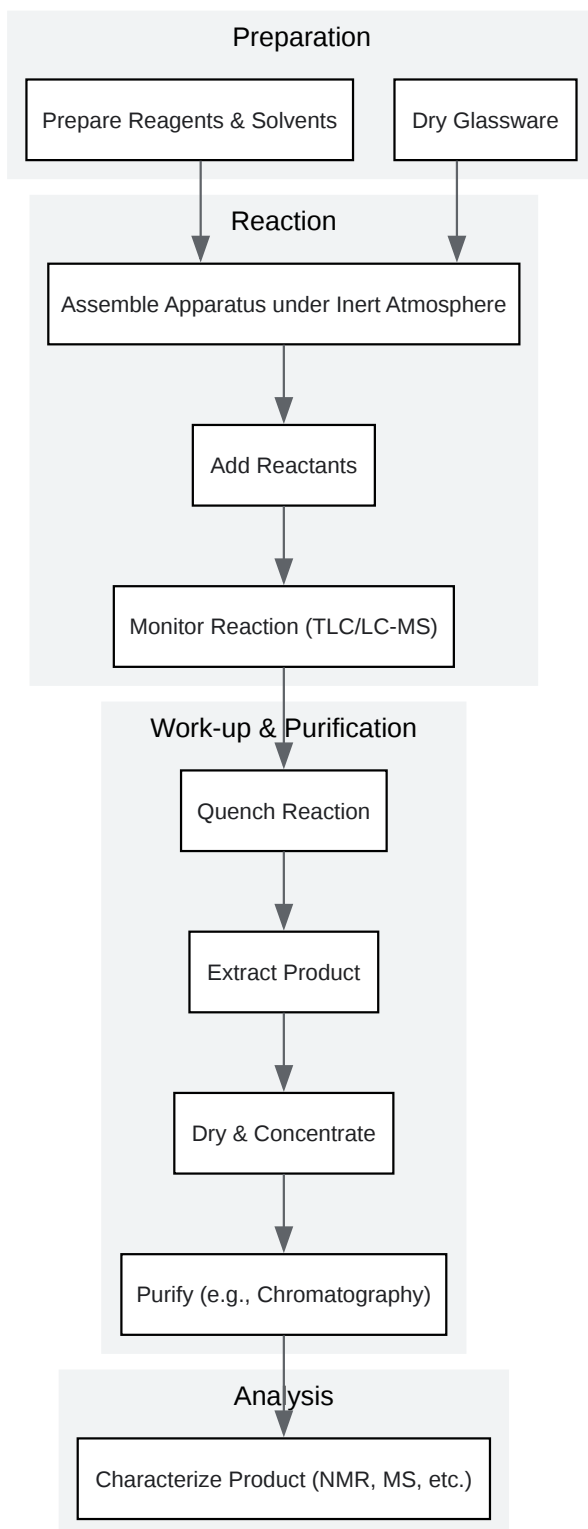 Preparation
Prepare Reagents & Solvents
Dry Glassware
Reaction
Assemble Apparatus under Inert Atmosphere
Add Reactants
Monitor Reaction (TLC/LC-MS)
Work-up & Purification
Quench Reaction
Extract Product
Dry & Concentrate
Purify (e.g., Chromatography)
Analysis
Characterize Product (NMR, MS, etc.)